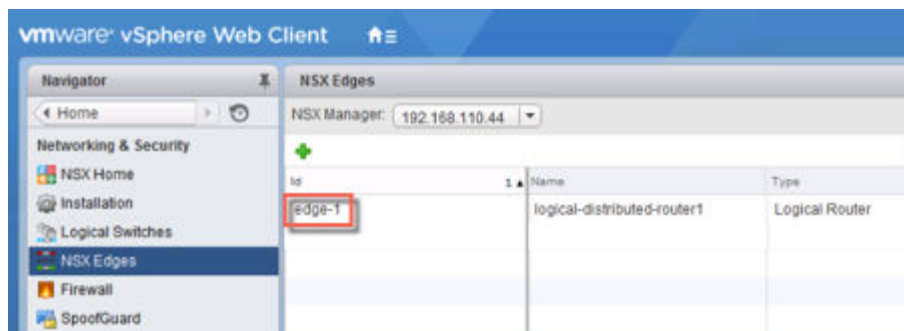 vmware® vSphere Web Client
Navigator
Home
Networking & Security
NSX Home
Installation
Logical Switches
NSX Edges
Firewall
SpoofGuard
NSX Edges
NSX Manager: 192.168.110.44
Id 1 ▲ Name Type
edge-1 logical-distributed-router1 Logical Router